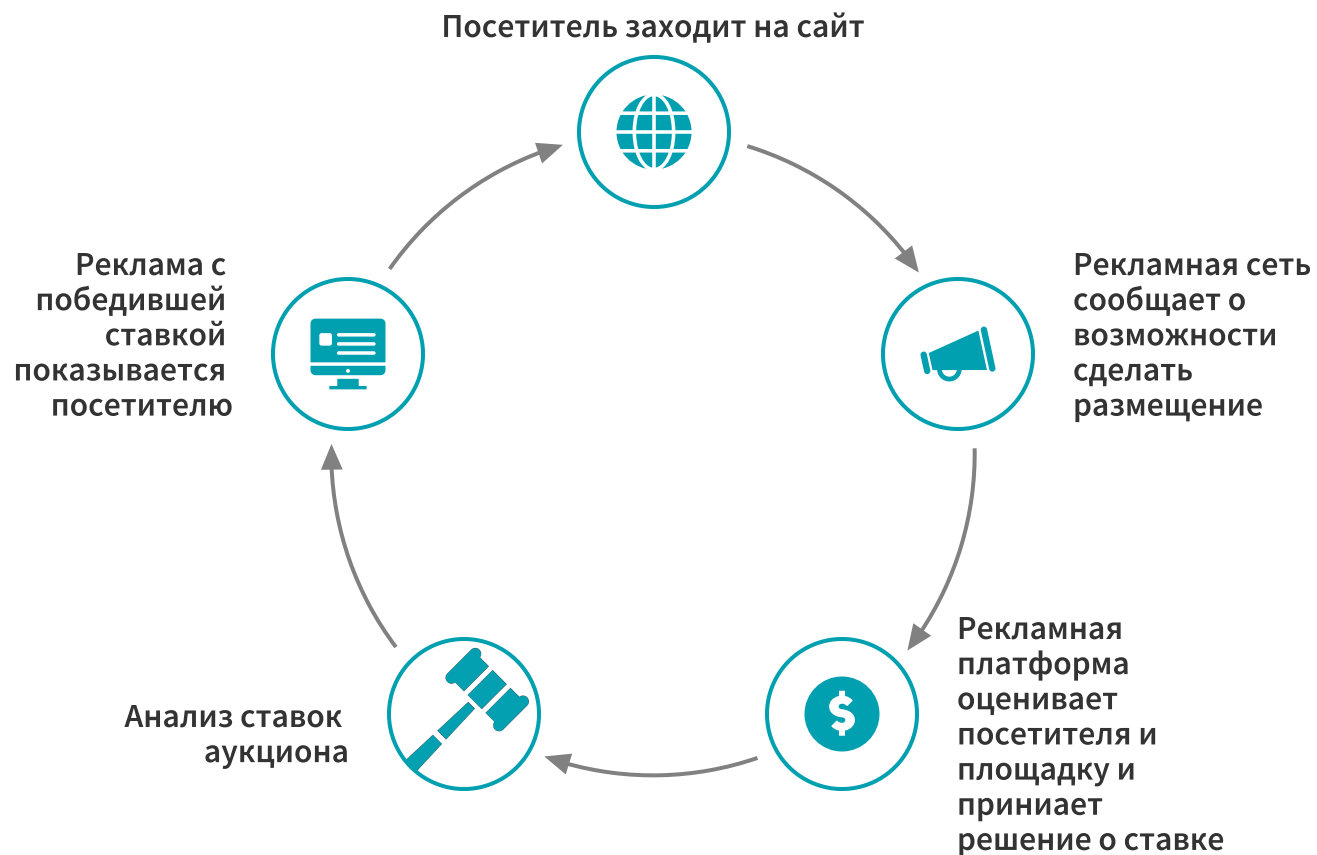 Посетитель заходит на сайт
Рекламная сеть
сообщает о
возможности
сделать
размещение
Рекламная
платформа
оценивает
посетителя и
площадку и
приниает
решение о ставке
Анализ ставок
аукциона
Реклама с
победившей
ставкой
показывается
посетителю
$